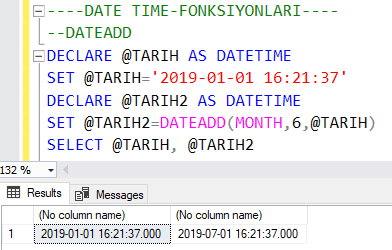 ----DATE TIME-FONKSIYONLARI----
--DATEADD
DECLARE @TARIH AS DATETIME
SET @TARIH='2019-01-01 16:21:37'
DECLARE @TARIH2 AS DATETIME
SET @TARIH2=DATEADD(MONTH,6,@TARIH)
SELECT @TARIH, @TARIH2
132 %
Results Messages
(No column name) (No column name)
1 2019-01-01 16:21:37.000 2019-07-01 16:21:37.000